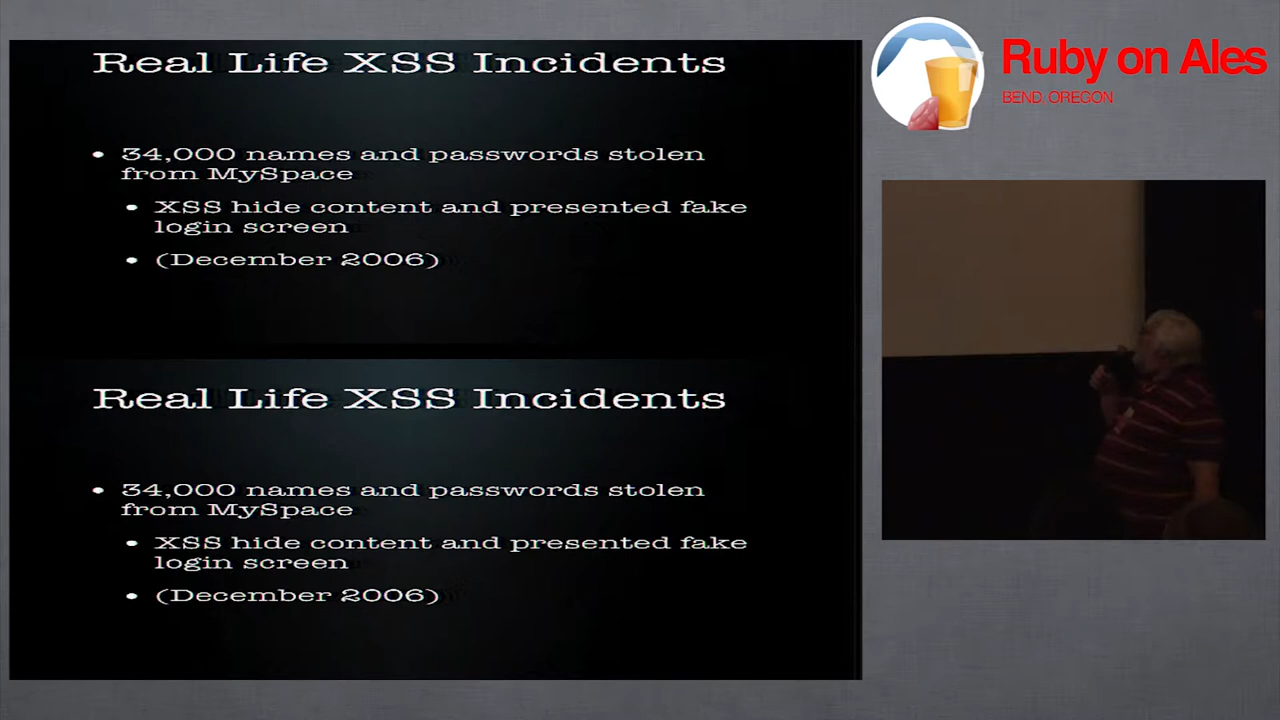 Real Life XSS Incidents
• 34,000 names and passwords stolen
from MySpace
• XSS hide content and presented fake
login screen
• (December 2006)
Real Life XSS Incidents
• 34,000 names and passwords stolen
from MySpace
• XSS hide content and presented fake
login screen
• (December 2006)
Ruby on Ales
BEND, OREGON